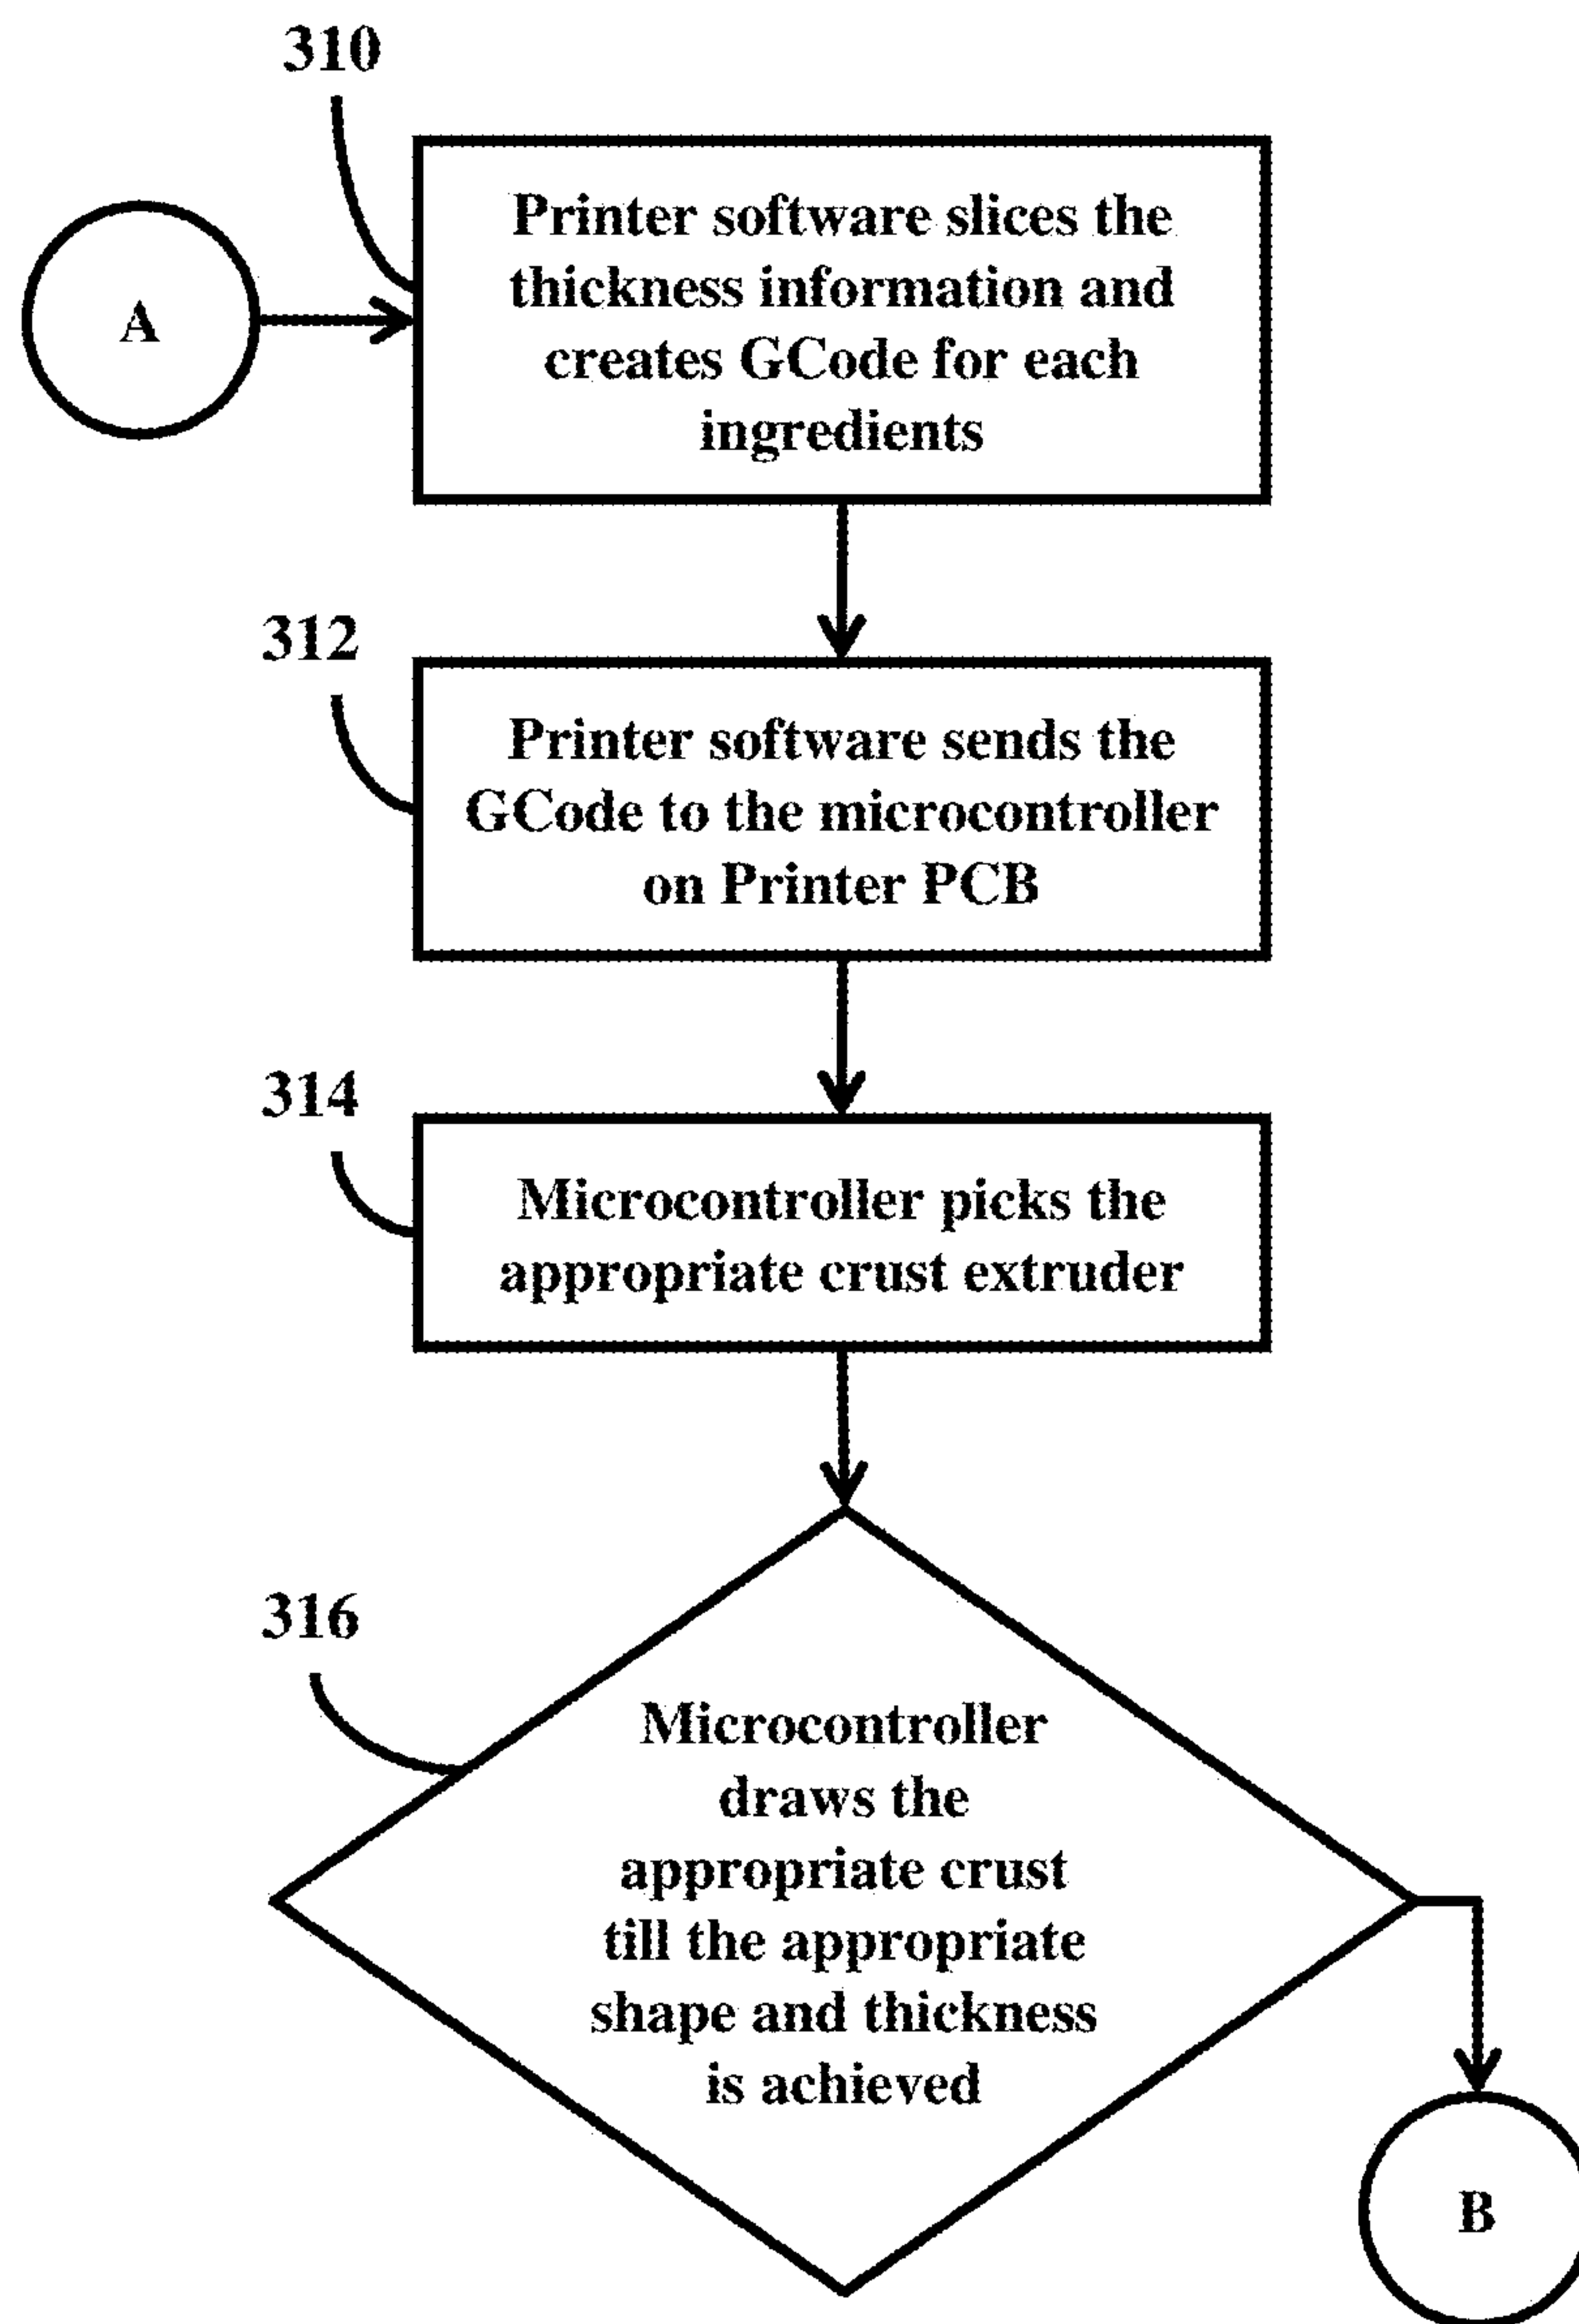 310
A
Printer software slices the
thickness information and
creates GCode for each
ingredients
312
Printer software sends the
GCode to the microcontroller
on Printer PCB
314
Microcontroller picks the
appropriate crust extruder
316
Microcontroller
draws the
appropriate crust
till the appropriate
shape and thickness
is achieved
B